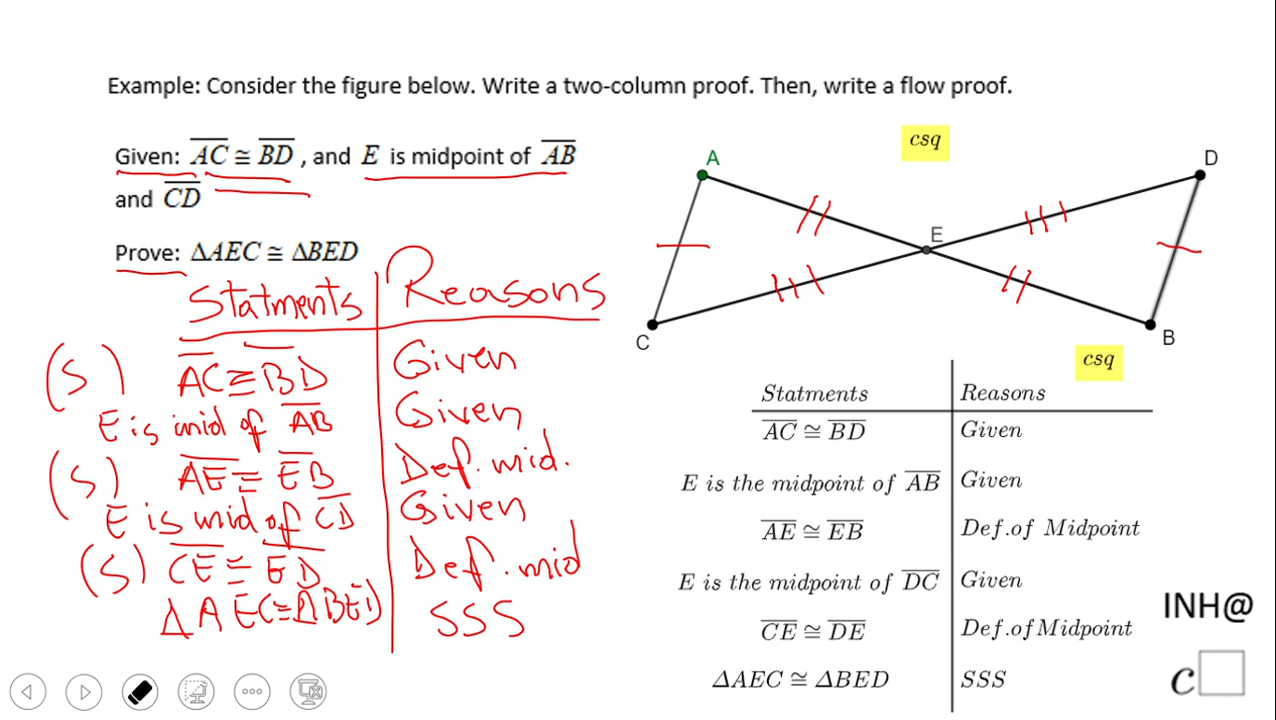 Example: Consider the figure below. Write a two-column proof. Then, write a flow proof.
Given: AC ≅ BD , and E is midpoint of AB
and CD
Prove: ΔAEC ≅ ΔBED
Statments Reasons
(S) AC ≅ BD Given
E is mid of AB Given
(S) AE ≅ EB Def. mid.
E is mid of CD Given
(S) CE ≅ ED Def. mid
ΔAEC ≅ ΔBED SSS
csq
A
D
E
C
B
csq
Statments Reasons
AC ≅ BD Given
E is the midpoint of AB Given
AE ≅ EB Def.of Midpoint
E is the midpoint of DC Given
CE ≅ DE Def.of Midpoint
ΔAEC ≅ ΔBED SSS
INH@
c